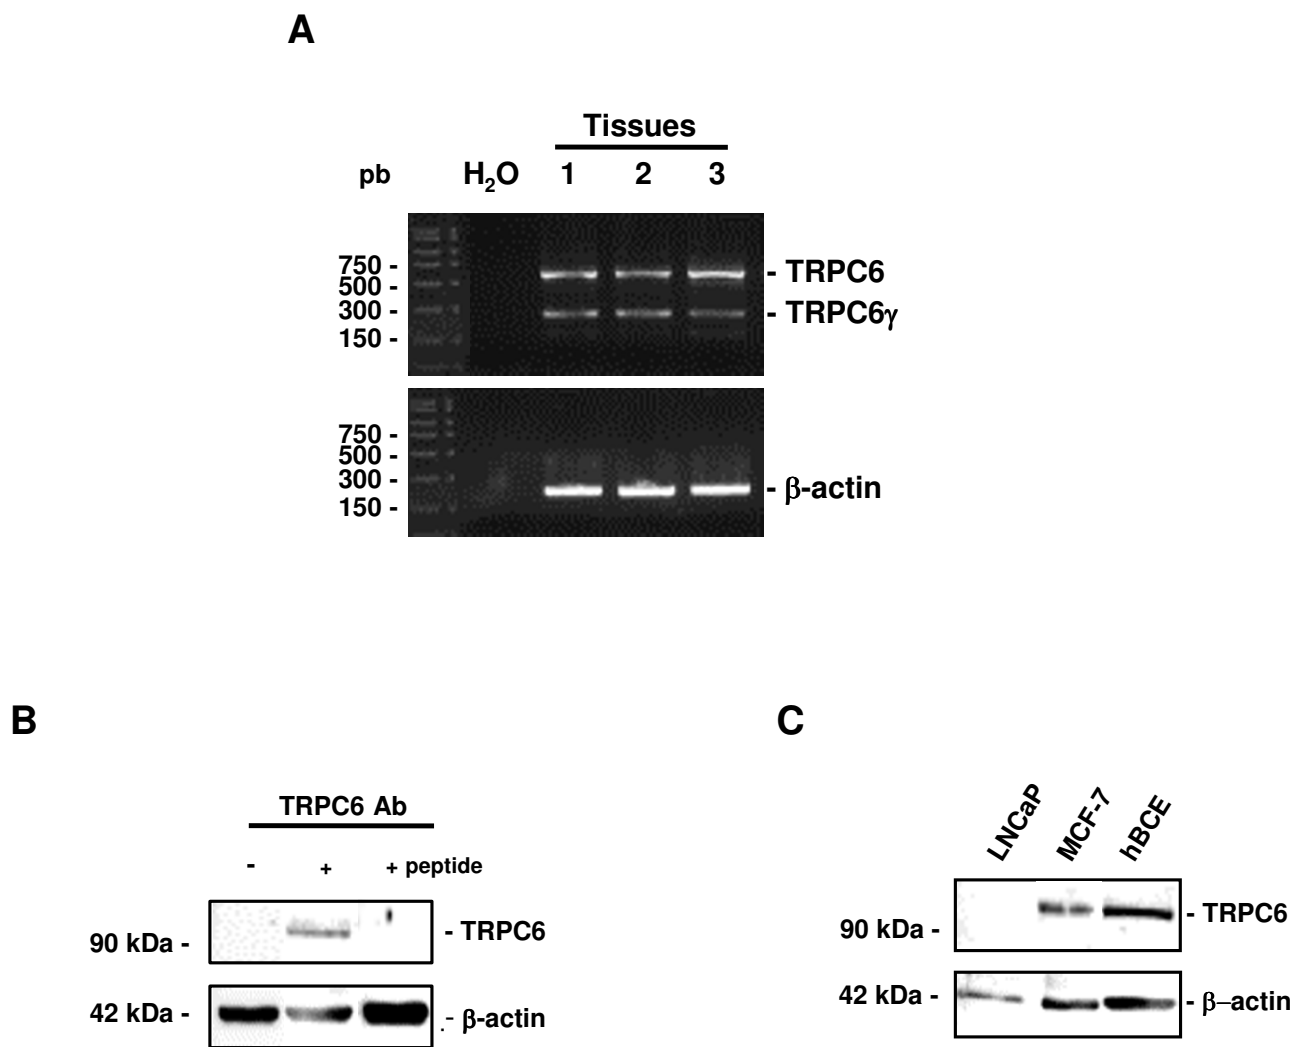 A
Tissues
pb H₂O 1 2 3
750 -
500 -
300 -
150 -
- TRPC6
- TRPC6γ
750 -
500 -
300 -
150 -
- β-actin
B
TRPC6 Ab
- + + peptide
90 kDa -
- TRPC6
42 kDa -
- β-actin
C
LNCaP
MCF-7
hBCE
90 kDa -
- TRPC6
42 kDa -
- β–actin